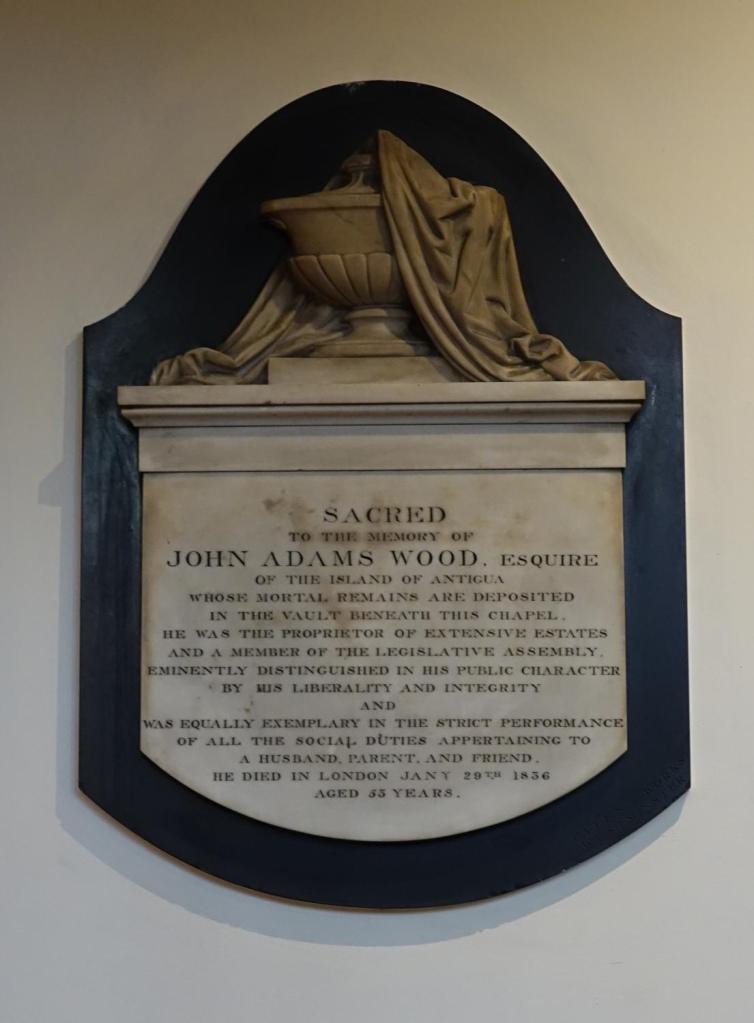 SACRED
TO THE MEMORY OF
JOHN ADAMS WOOD, ESQUIRE
OF THE ISLAND OF ANTIGUA
WHOSE MORTAL REMAINS ARE DEPOSITED
IN THE VAULT BENEATH THIS CHAPEL.
HE WAS THE PROPRIETOR OF EXTENSIVE ESTATES
AND A MEMBER OF THE LEGISLATIVE ASSEMBLY,
EMINENTLY DISTINGUISHED IN HIS PUBLIC CHARACTER
BY HIS LIBERALITY AND INTEGRITY
AND
WAS EQUALLY EXEMPLARY IN THE STRICT PERFORMANCE
OF ALL THE SOCIAL DUTIES APPERTAINING TO
A HUSBAND, PARENT, AND FRIEND.
HE DIED IN LONDON JANY 29TH 1836
AGED 53 YEARS.
WORKS